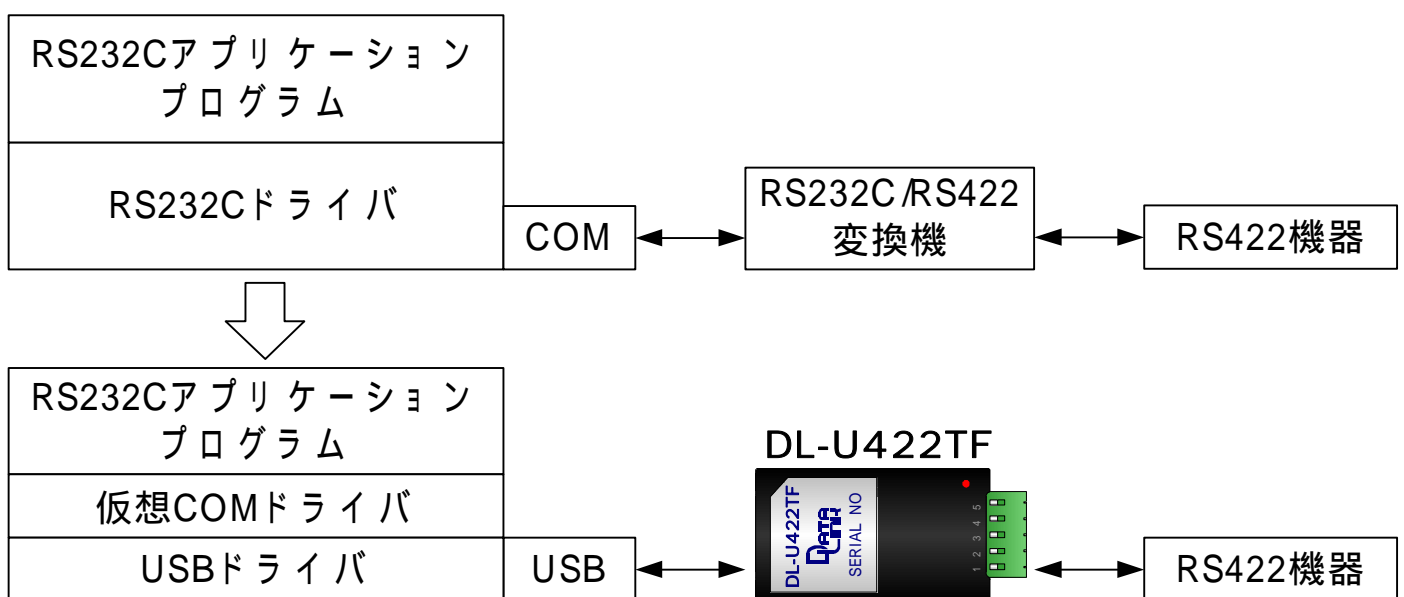 RS232Cアプリケーション
プログラム
RS232Cドライバ
COM
RS232C/RS422
変換機
RS422機器
RS232Cアプリケーション
プログラム
仮想COMドライバ
USBドライバ
USB
DL-U422TF
DL-U422TF
DATA LINK
SERIAL NO
1 2 3 4 5
RS422機器